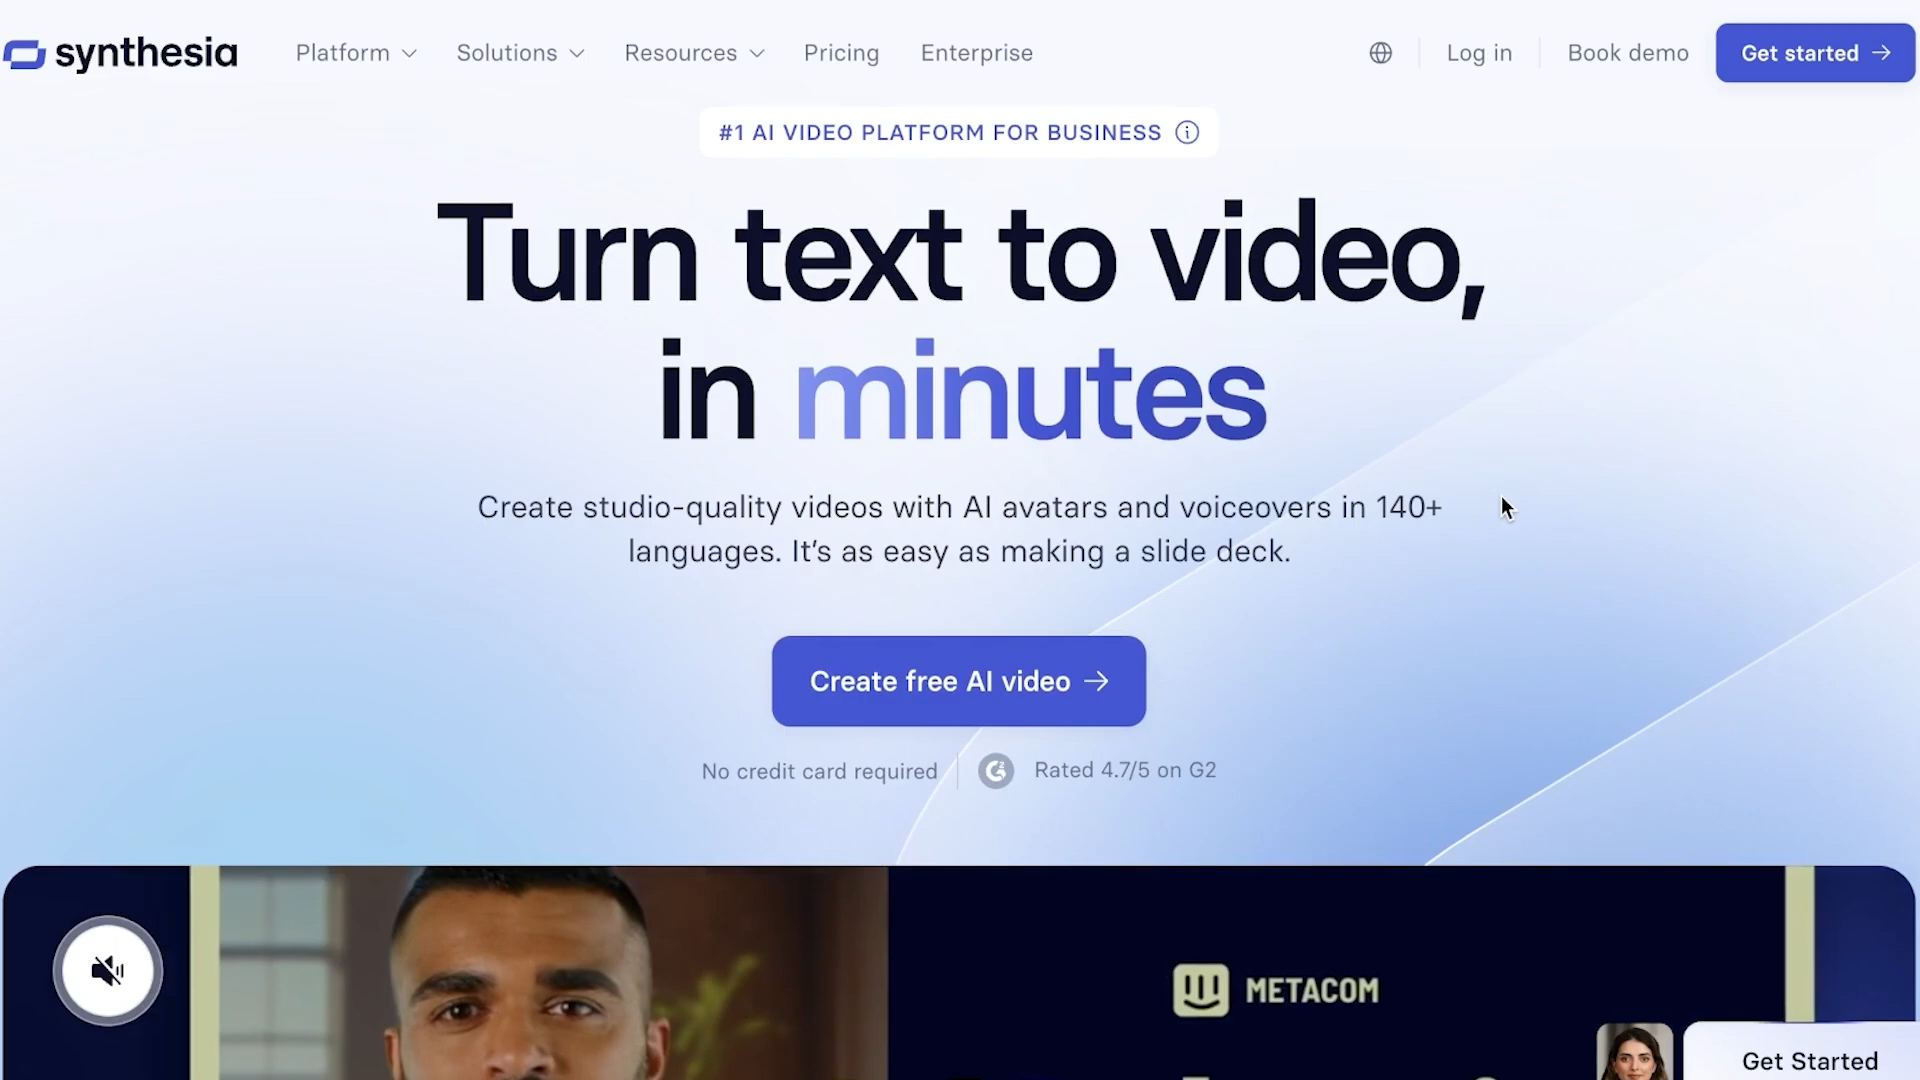 synthesia
Platform
Solutions
Resources
Pricing
Enterprise
Log in
Book demo
Get started
#1 AI VIDEO PLATFORM FOR BUSINESS
Turn text to video,
in minutes
Create studio-quality videos with AI avatars and voiceovers in 140+
languages. It’s as easy as making a slide deck.
Create free AI video
No credit card required
Rated 4.7/5 on G2
METACOM
Get Started